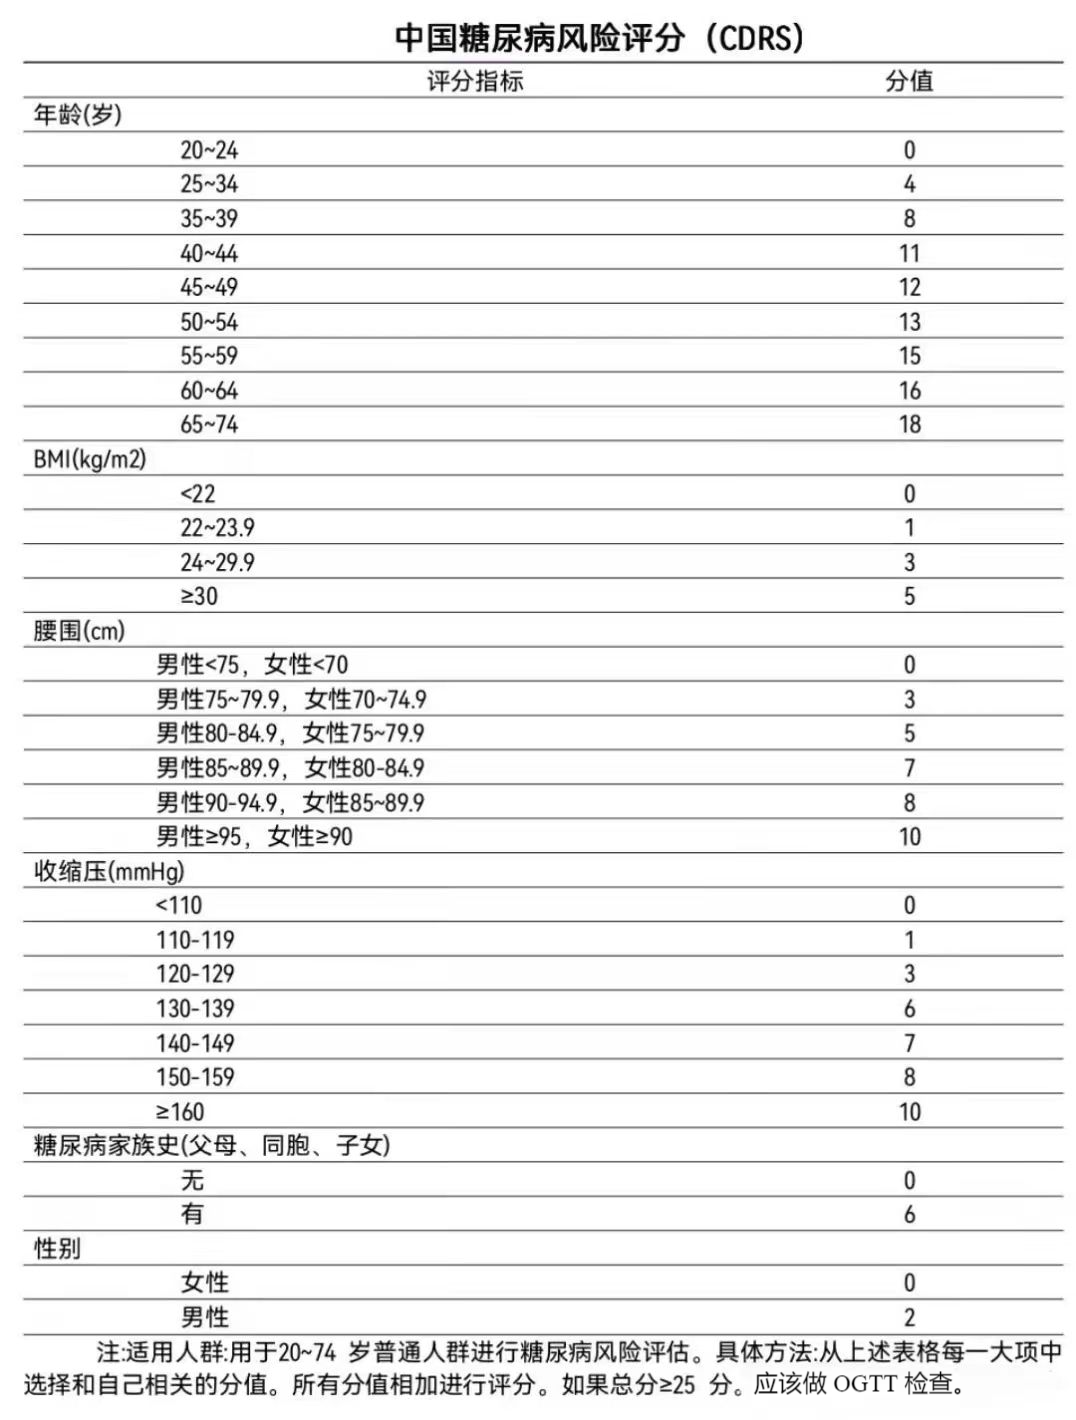 中国糖尿病风险评分（CDRS）
评分指标 分值
年龄(岁)
20~24 0
25~34 4
35~39 8
40~44 11
45~49 12
50~54 13
55~59 15
60~64 16
65~74 18
BMI(kg/m2)
<22 0
22~23.9 1
24~29.9 3
≥30 5
腰围(cm)
男性<75，女性<70 0
男性75~79.9，女性70~74.9 3
男性80-84.9，女性75~79.9 5
男性85~89.9，女性80-84.9 7
男性90-94.9，女性85~89.9 8
男性≥95，女性≥90 10
收缩压(mmHg)
<110 0
110-119 1
120-129 3
130-139 6
140-149 7
150-159 8
≥160 10
糖尿病家族史(父母、同胞、子女)
无 0
有 6
性别
女性 0
男性 2
注:适用人群:用于20~74 岁普通人群进行糖尿病风险评估。具体方法:从上述表格每一大项中
选择和自己相关的分值。所有分值相加进行评分。如果总分≥25 分。应该做 OGTT 检查。